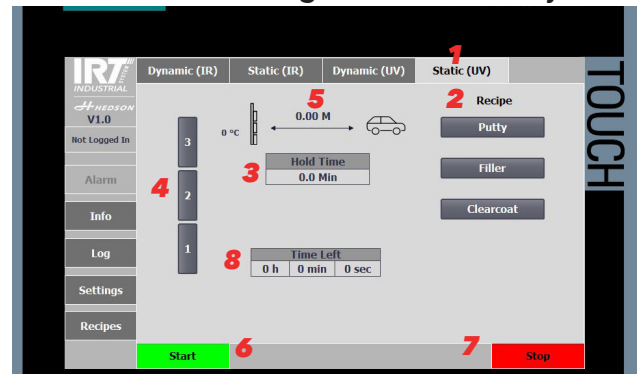 1
IRT SYSTEM
INDUSTRIAL
HEDSON
V1.0
Not Logged In
Alarm
Info
Log
Settings
Recipes
Dynamic (IR)
Static (IR)
Dynamic (UV)
Static (UV)
5
0.00 M
0 °C
2
Recipe
Putty
Filler
Clearcoat
3
Hold Time
0.0 Min
4
3
2
1
8
Time Left
0 h 0 min 0 sec
Start
6
7
Stop
TOUCH